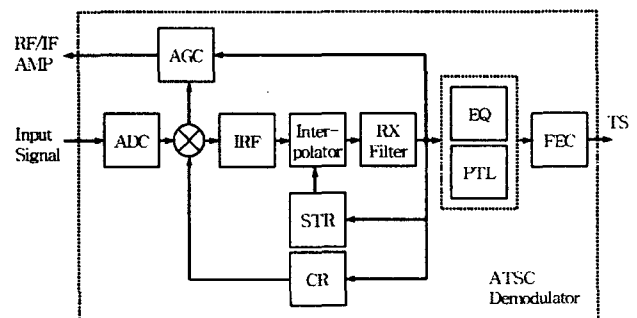 RF/IF
AMP
AGC
Input
Signal
ADC
IRF
Inter-
polator
RX
Filter
EQ
PTL
FEC
TS
STR
CR
ATSC
Demodulator